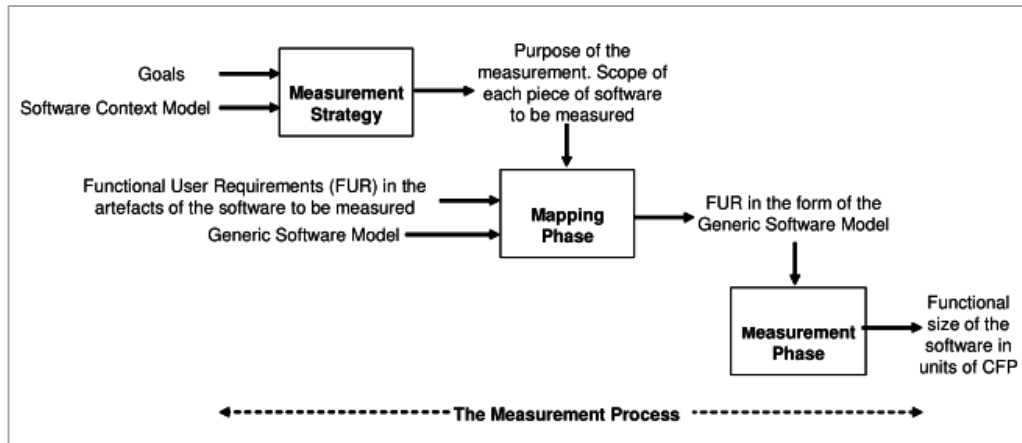 Goals
Software Context Model
Measurement
Strategy
Purpose of the
measurement. Scope of
each piece of software
to be measured
Functional User Requirements (FUR) in the
artefacts of the software to be measured
Generic Software Model
Mapping
Phase
FUR in the form of the
Generic Software Model
Measurement
Phase
Functional
size of the
software in
units of CFP
The Measurement Process